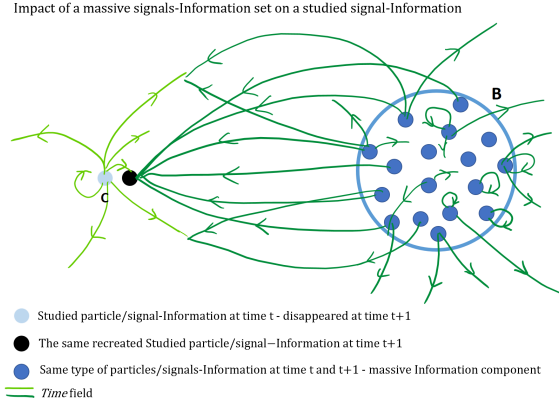 Impact of a massive signals-Information set on a studied signal-Information
B
C
Studied particle/signal-Information at time t - disappeared at time t+1
The same recreated Studied particle/signal−Information at time t+1
Same type of particles/signals-Information at time t and t+1 - massive Information component
Time field